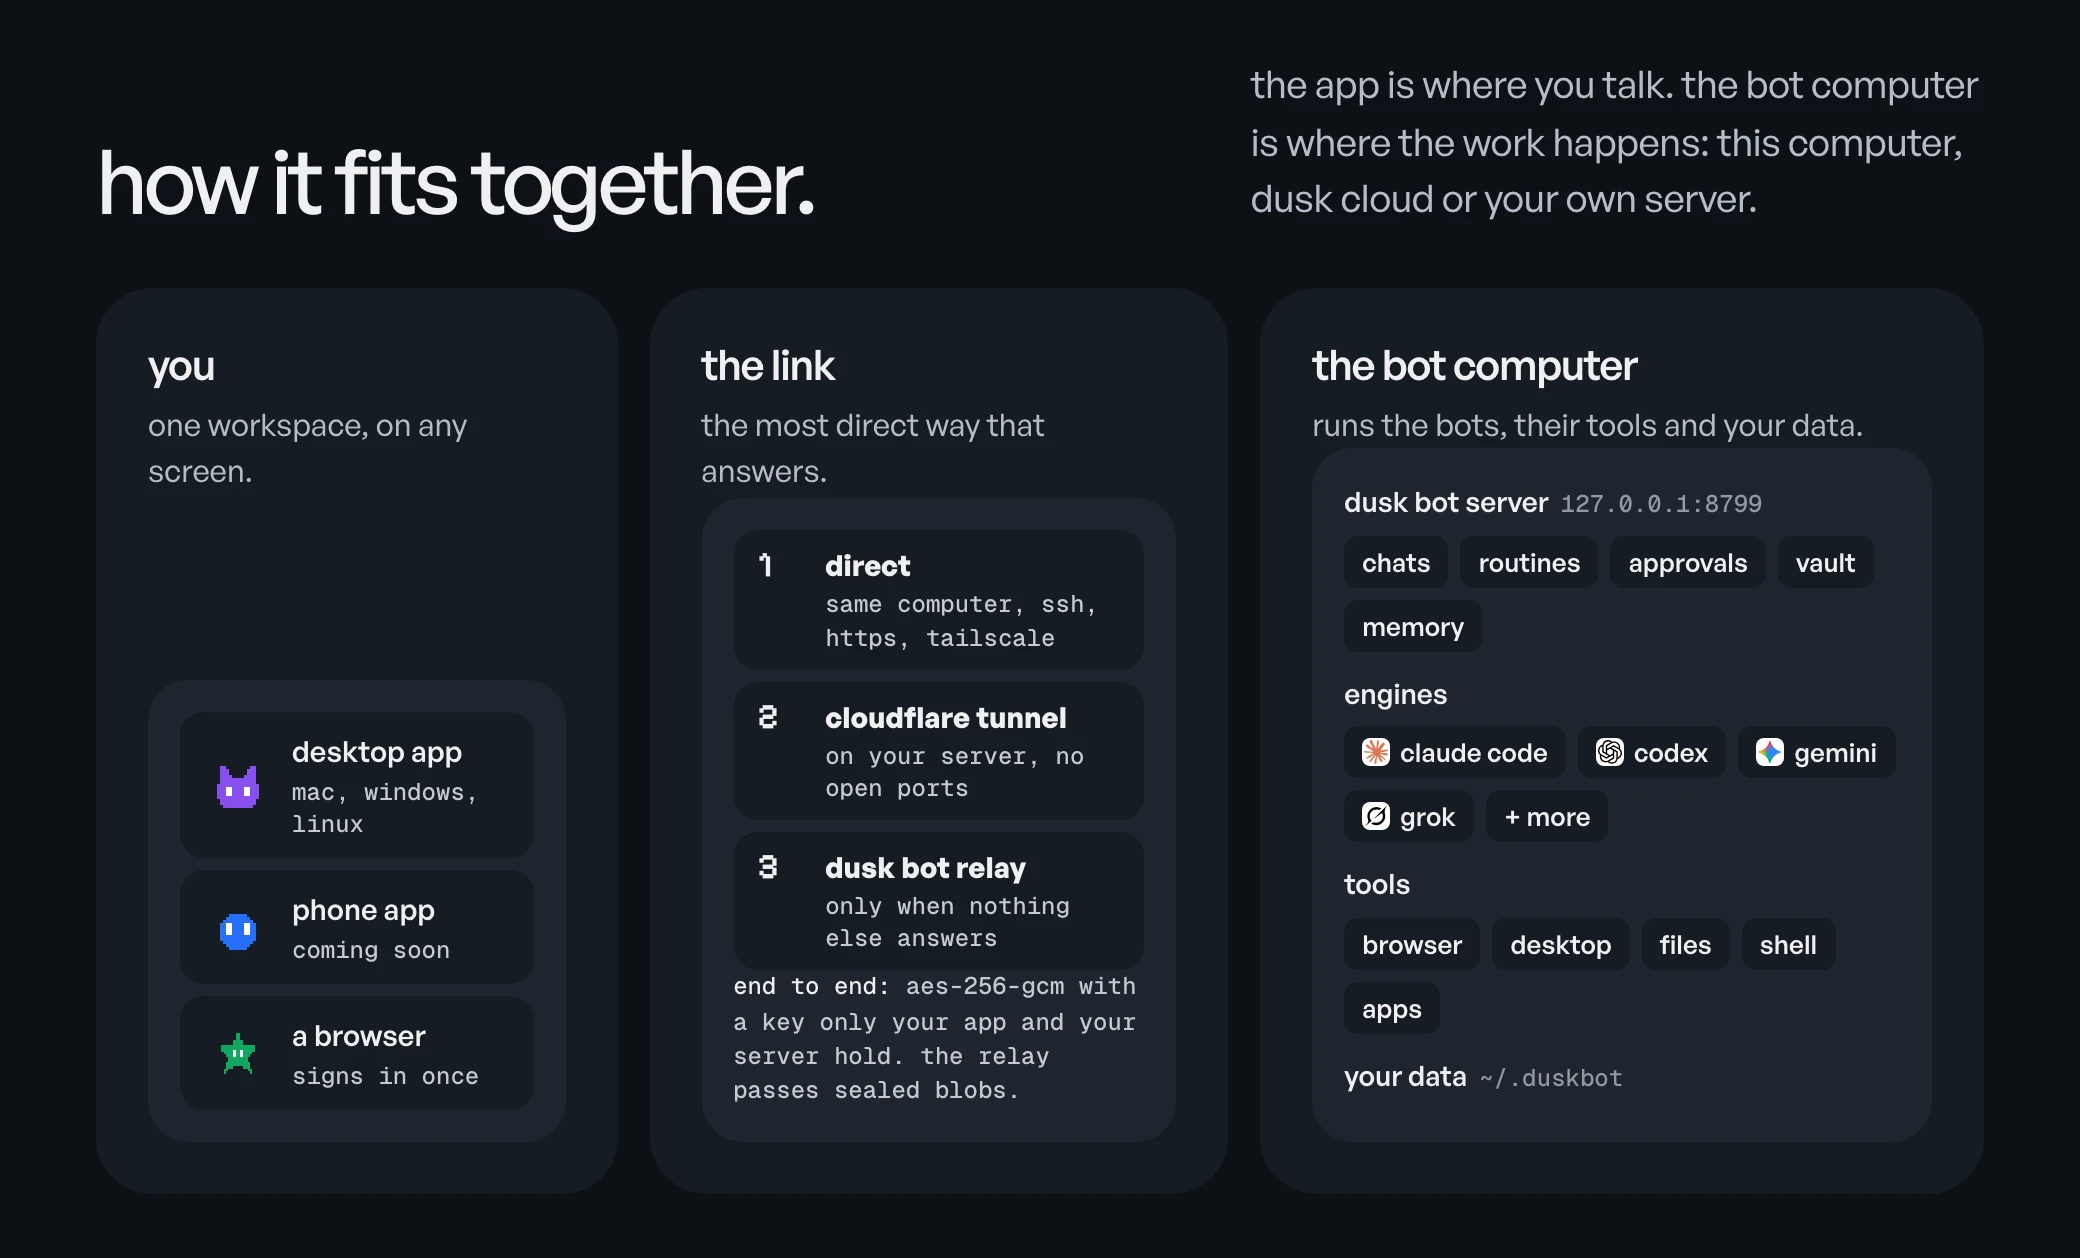 how it fits together.
the app is where you talk. the bot computer
is where the work happens: this computer,
dusk cloud or your own server.
you
one workspace, on any
screen.
desktop app
mac, windows,
linux
phone app
coming soon
a browser
signs in once
the link
the most direct way that
answers.
1 direct
same computer, ssh,
https, tailscale
2 cloudflare tunnel
on your server, no
open ports
3 dusk bot relay
only when nothing
else answers
end to end: aes-256-gcm with
a key only your app and your
server hold. the relay
passes sealed blobs.
the bot computer
runs the bots, their tools and your data.
dusk bot server 127.0.0.1:8799
chats routines approvals vault
memory
engines
claude code codex gemini
grok + more
tools
browser desktop files shell
apps
your data ~/.duskbot